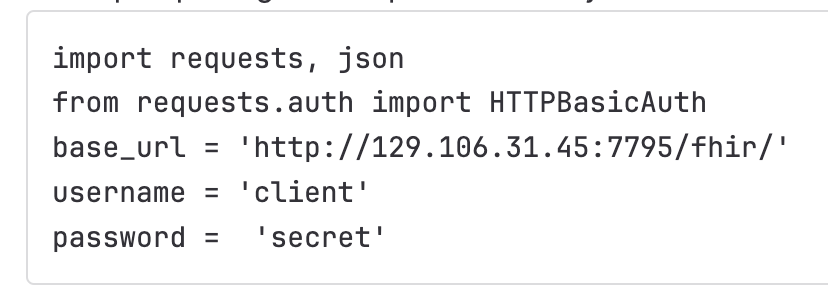 import requests, json
from requests.auth import HTTPBasicAuth
base_url = 'http://129.106.31.45:7795/fhir/'
username = 'client'
password =  'secret'